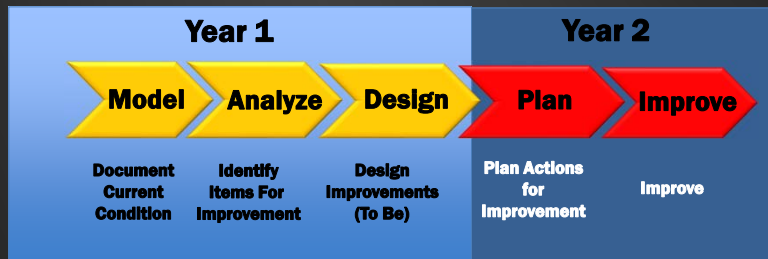 Year 1
Year 2
Model
Analyze
Design
Plan
Improve
Document
Current
Condition
Identify
Items For
Improvement
Design
Improvements
(To Be)
Plan Actions
for
Improvement
Improve